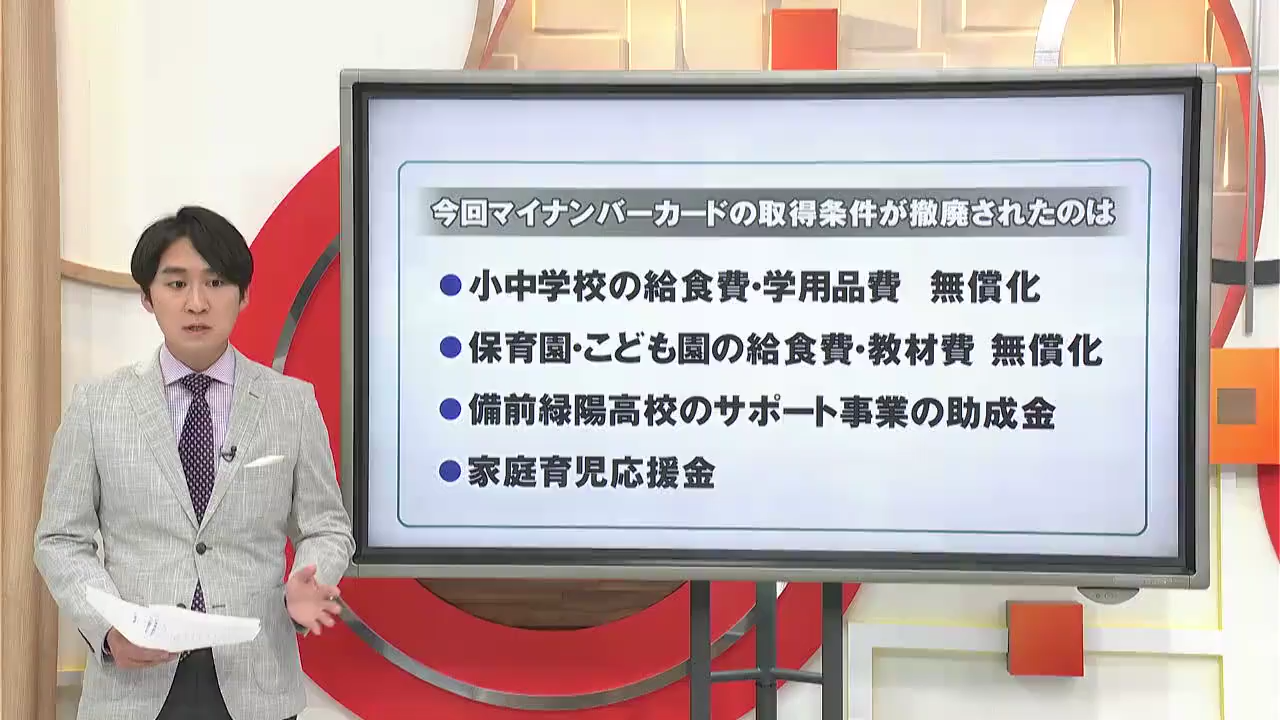 今回マイナンバーカードの取得条件が撤廃されたのは
●小中学校の給食費・学用品費 無償化
●保育園・こども園の給食費・教材費 無償化
●備前緑陽高校のサポート事業の助成金
●家庭育児応援金